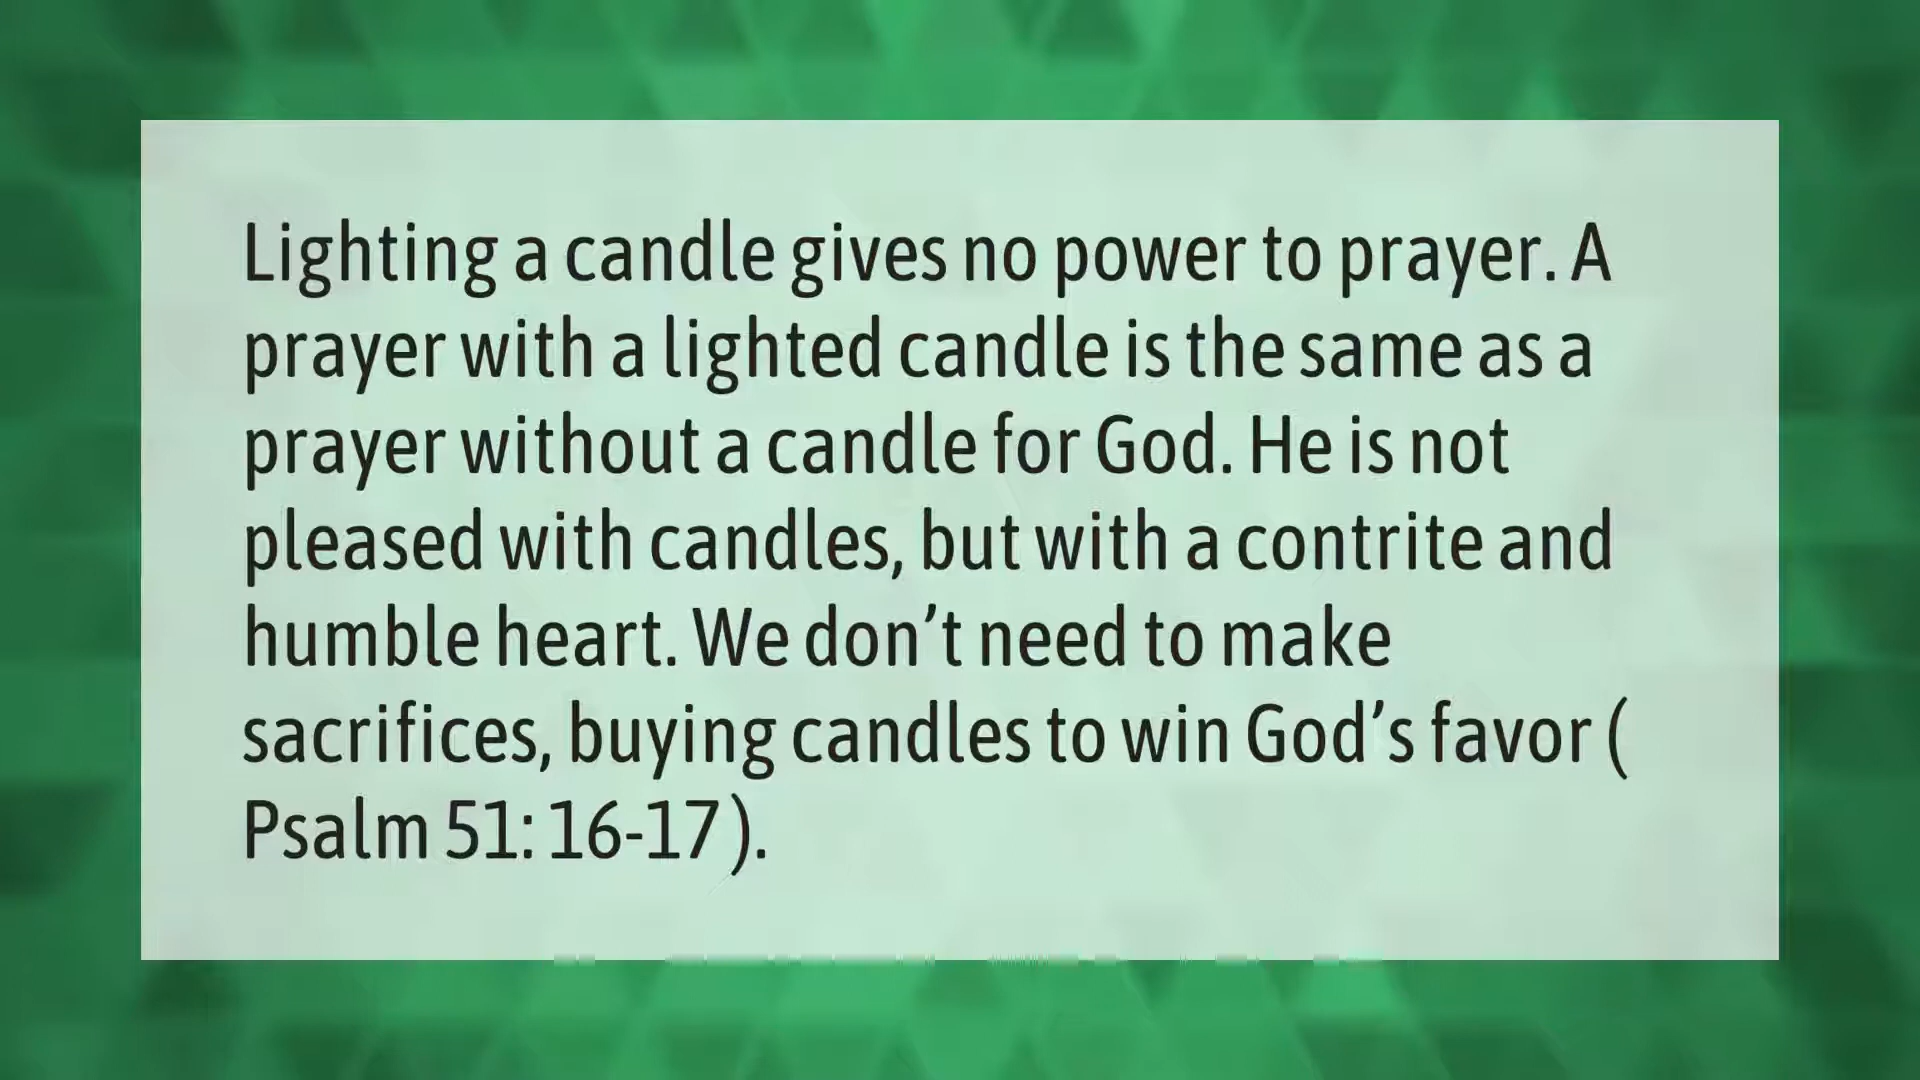 Lighting a candle gives no power to prayer. A
prayer with a lighted candle is the same as a
prayer without a candle for God. He is not
pleased with candles, but with a contrite and
humble heart. We don’t need to make
sacrifices, buying candles to win God’s favor (
Psalm 51: 16-17).